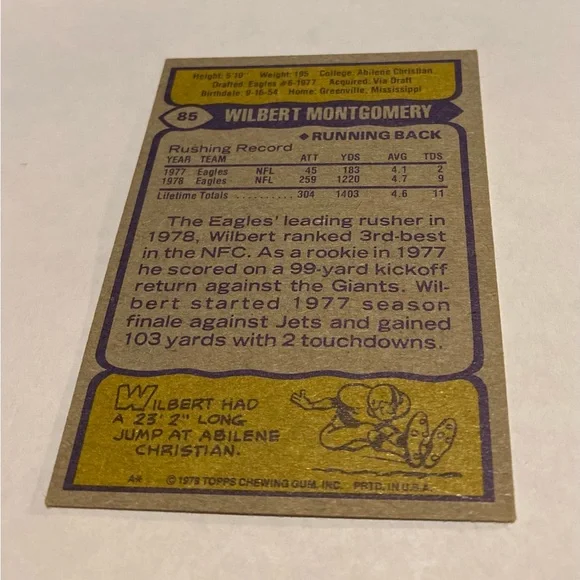 Height: 5'10" Weight: 195 College: Abilene Christian
Drafted: Eagles #6-1977 Acquired: Via Draft
Birthdate: 9-16-54 Home: Greenville, Mississippi
85 WILBERT MONTGOMERY
◆RUNNING BACK
Rushing Record
YEAR TEAM ATT YDS AVG TDS
1977 Eagles NFL 45 183 4.1 2
1978 Eagles NFL 259 1220 4.7 9
Lifetime Totals .......... 304 1403 4.6 11
The Eagles' leading rusher in
1978, Wilbert ranked 3rd-best
in the NFC. As a rookie in 1977
he scored on a 99-yard kickoff
return against the Giants. Wil-
bert started 1977 season
finale against Jets and gained
103 yards with 2 touchdowns.
WILBERT HAD
A 23' 2" LONG
JUMP AT ABILENE
CHRISTIAN.
© 1979 TOPPS CHEWING GUM, INC. PRTD. IN U.S.A.